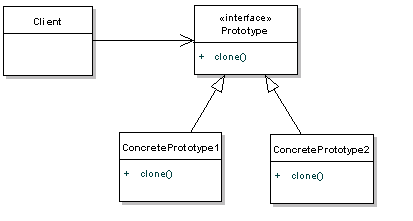 Client
«interface»
Prototype
+ clone()
ConcretePrototype1
+ clone()
ConcretePrototype2
+ clone()